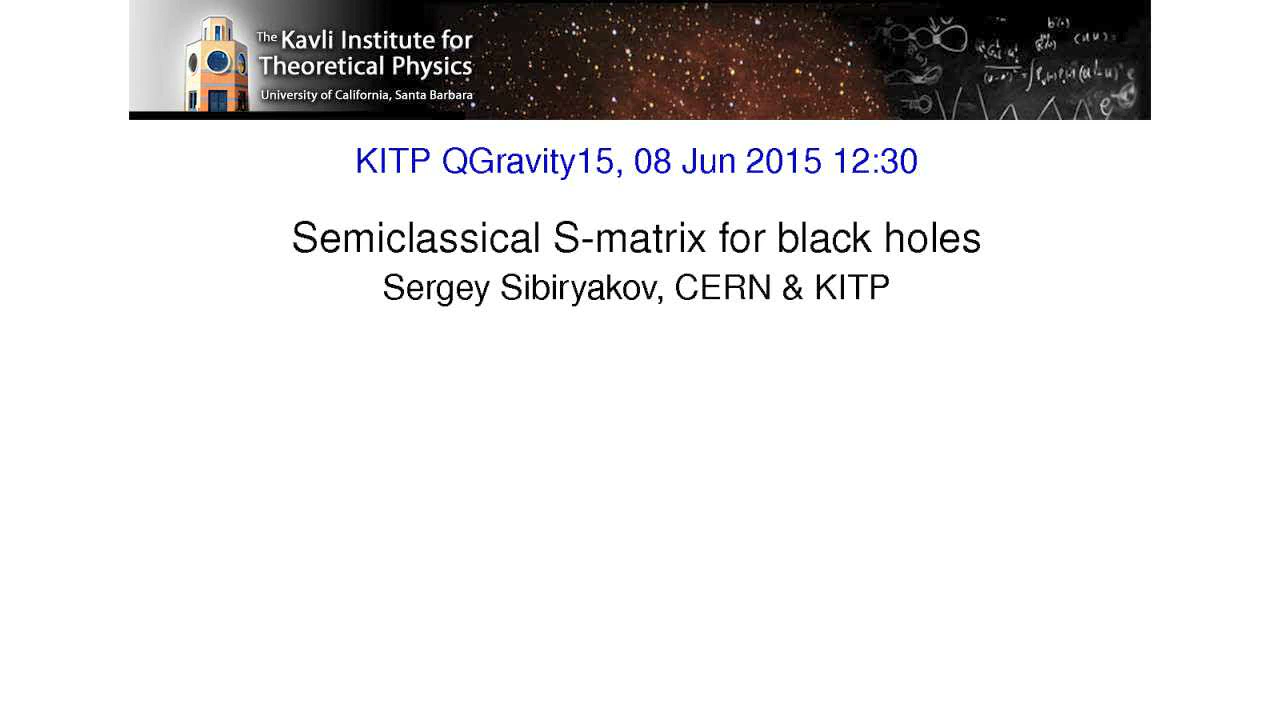 The Kavli Institute for
Theoretical Physics
University of California, Santa Barbara
KITP QGravity15, 08 Jun 2015 12:30
Semiclassical S-matrix for black holes
Sergey Sibiryakov, CERN & KITP